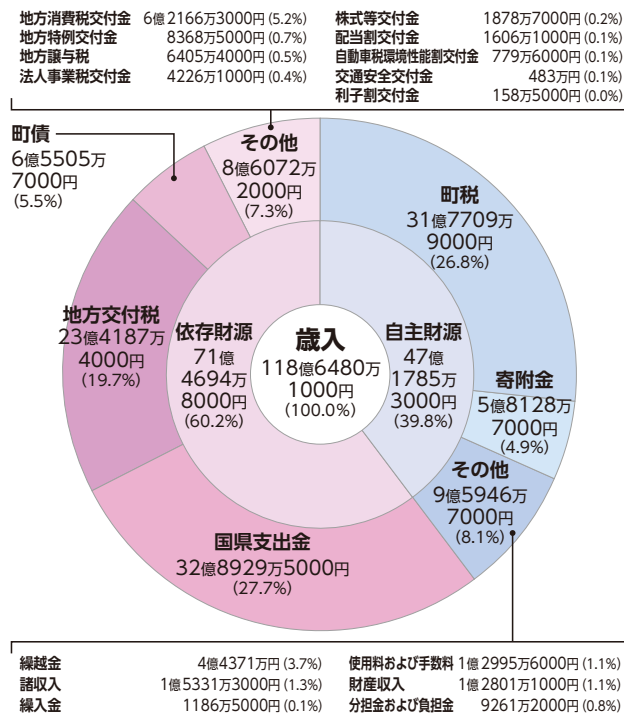 地方消費税交付金 6億2166万3000円 (5.2%)
地方特例交付金 8368万5000円 (0.7%)
地方譲与税 6405万4000円 (0.5%)
法人事業税交付金 4226万1000円 (0.4%)
株式等交付金 1878万7000円 (0.2%)
配当割交付金 1606万1000円 (0.1%)
自動車税環境性能割交付金 779万6000円 (0.1%)
交通安全交付金 483万円 (0.1%)
利子割交付金 158万5000円 (0.0%)
町債
6億5505万
7000円
(5.5%)
その他
8億6072万
2000円
(7.3%)
町税
31億7709万
9000円
(26.8%)
地方交付税
23億4187万
4000円
(19.7%)
依存財源
71億
4694万
8000円
(60.2%)
歳入
118億6480万
1000円
(100.0%)
自主財源
47億
1785万
3000円
(39.8%)
寄附金
5億8128万
7000円
(4.9%)
その他
9億5946万
7000円
(8.1%)
国県支出金
32億8929万5000円
(27.7%)
繰越金 4億4371万円 (3.7%)
諸収入 1億5331万3000円 (1.3%)
繰入金 1186万5000円 (0.1%)
使用料および手数料 1億2995万6000円 (1.1%)
財産収入 1億2801万1000円 (1.1%)
分担金および負担金 9261万2000円 (0.8%)